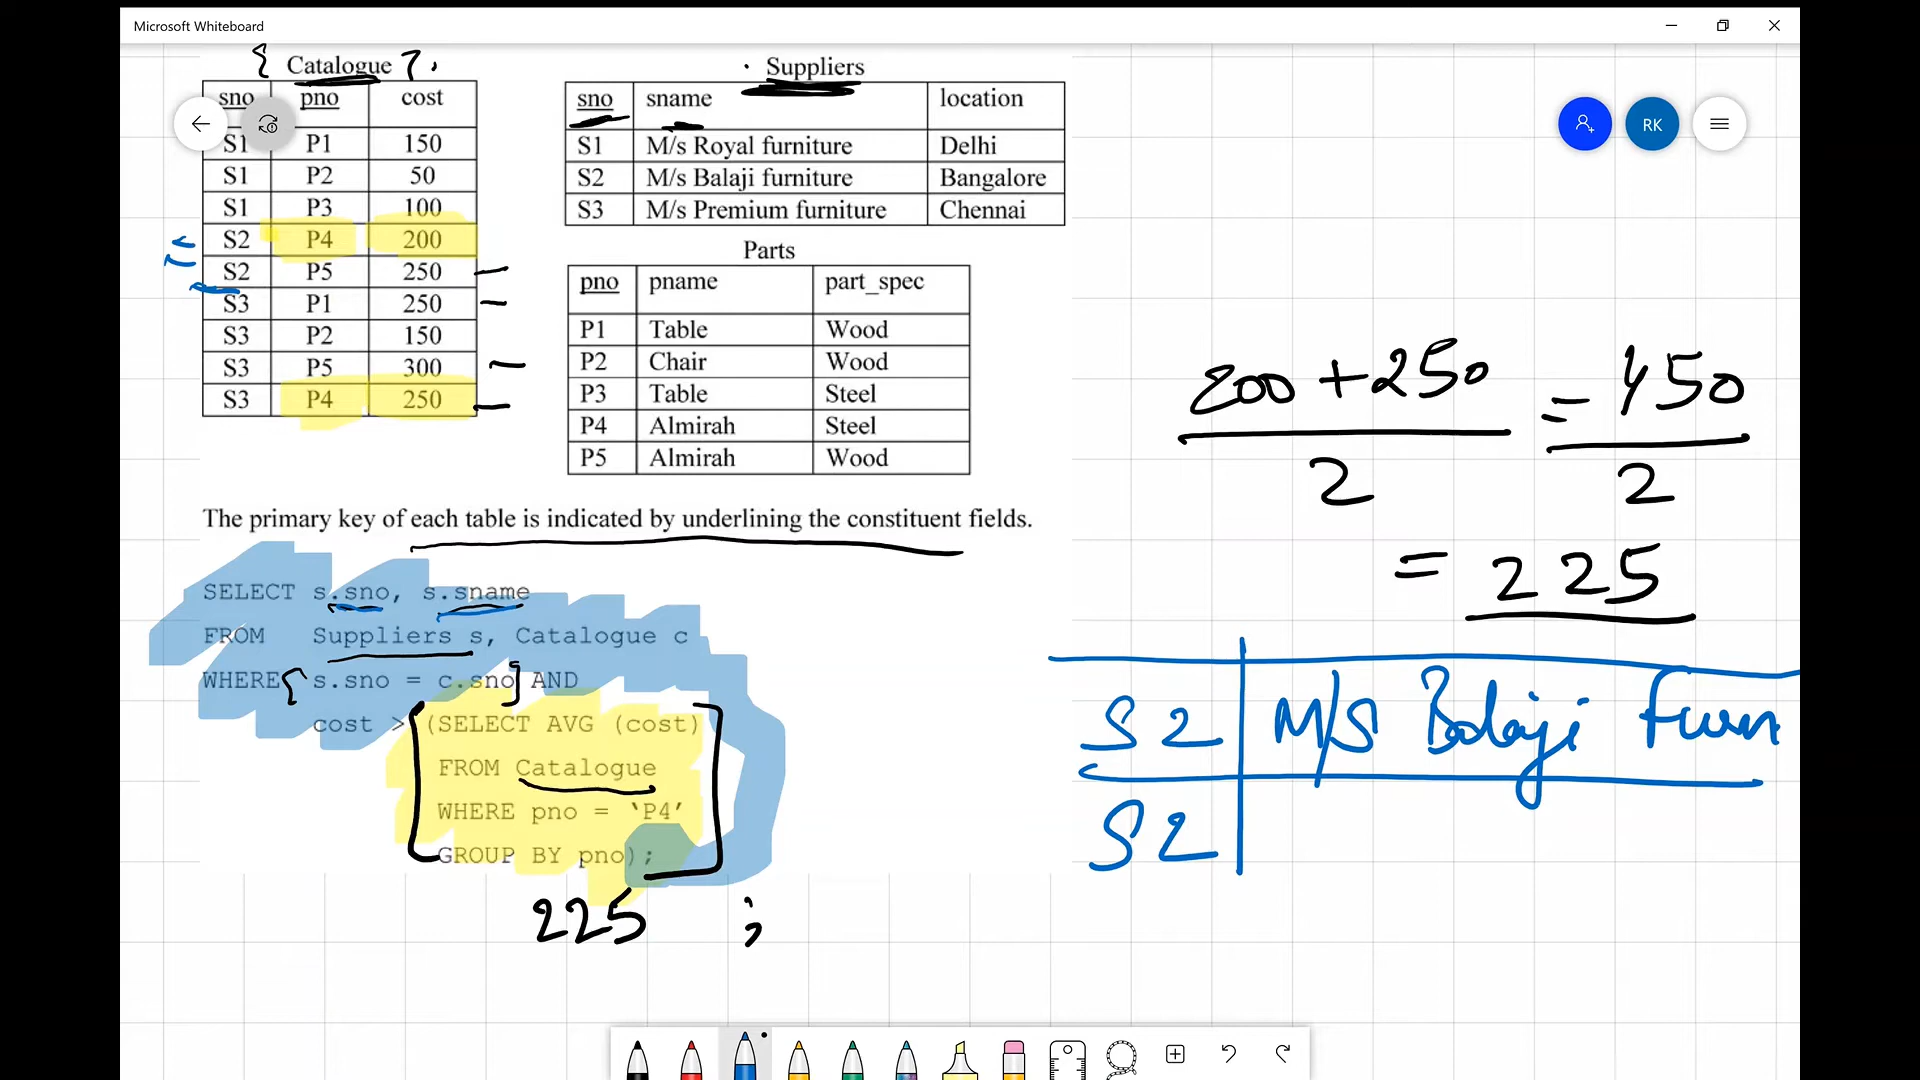 Microsoft Whiteboard
{ Catalogue }
sno pno cost
S1 P1 150
S1 P2 50
S1 P3 100
S2 P4 200
S2 P5 250
S3 P1 250
S3 P2 150
S3 P5 300
S3 P4 250
Suppliers
sno sname location
S1 M/s Royal furniture Delhi
S2 M/s Balaji furniture Bangalore
S3 M/s Premium furniture Chennai
Parts
pno pname part_spec
P1 Table Wood
P2 Chair Wood
P3 Table Steel
P4 Almirah Steel
P5 Almirah Wood
The primary key of each table is indicated by underlining the constituent fields.
SELECT s.sno, s.sname
FROM Suppliers s, Catalogue c
WHERE [ s.sno = c.sno ] AND
cost > (SELECT AVG (cost)
FROM Catalogue
WHERE pno = ‘P4’
GROUP BY pno);
225 ;
RK
200 + 250 = 450
2 2
= 225
S2 M/S Balaji Furn
S2